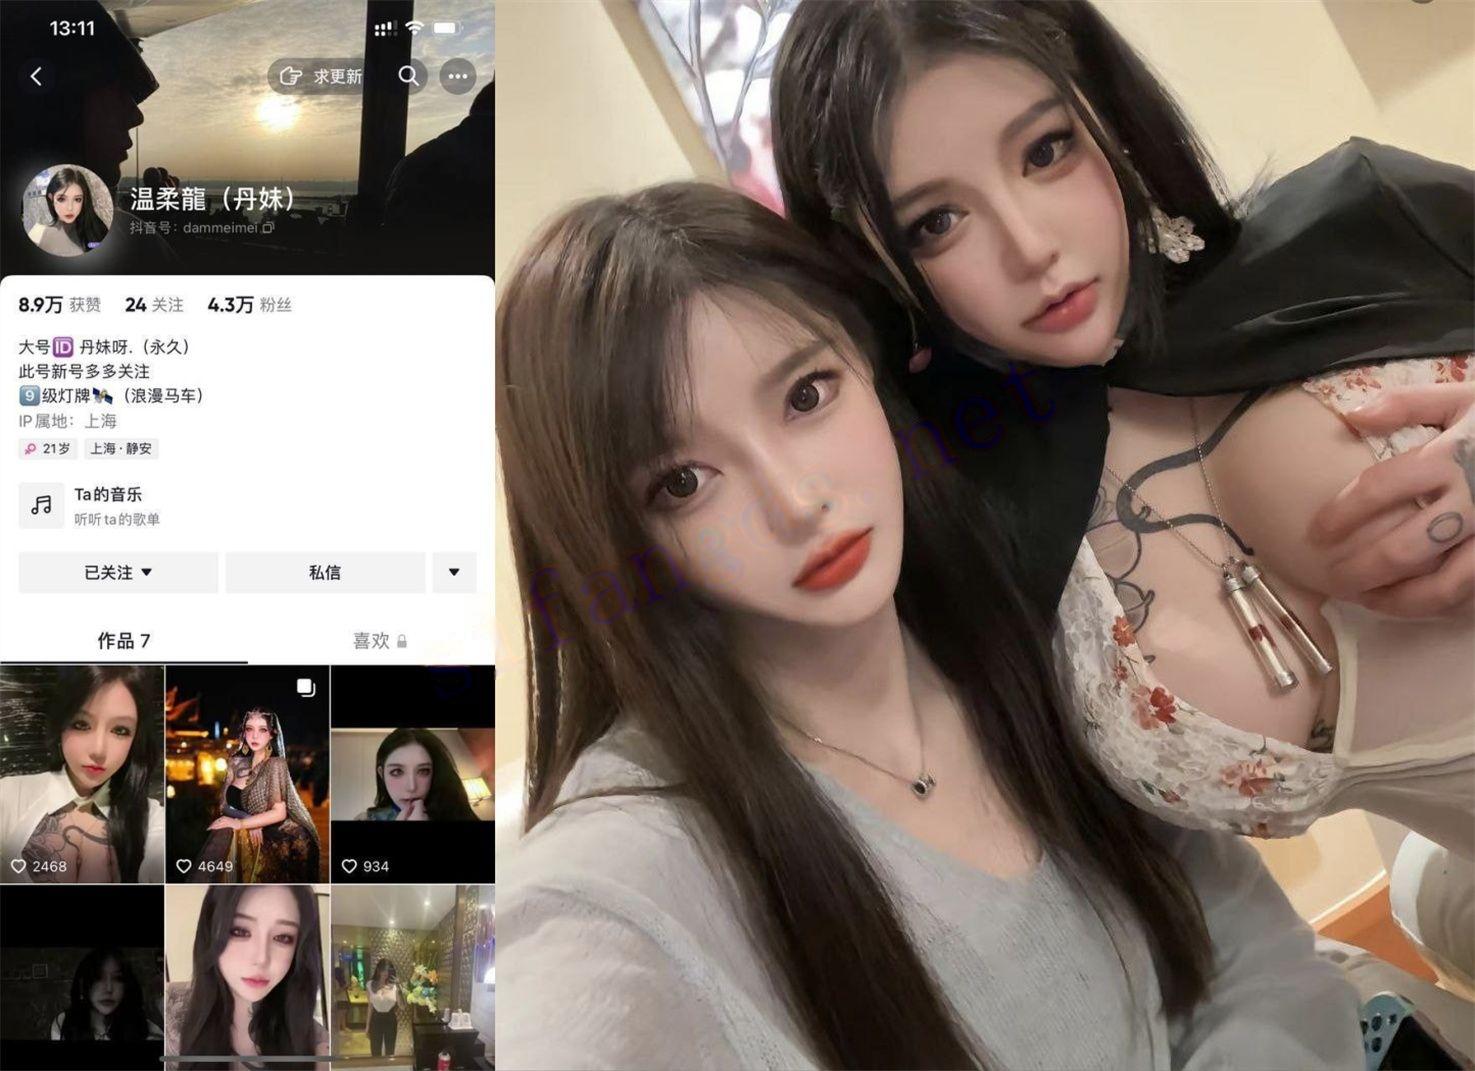 13:11
求更新
温柔龍（丹妹）
抖音号：dammeimei
8.9万 获赞 24 关注 4.3万 粉丝
大号🆔 丹妹呀.（永久）
此号新号多多关注
9️⃣级灯牌🛰️（浪漫马车）
IP属地：上海
21岁 上海·静安
Ta的音乐
听听ta的歌单
已关注 私信
作品 7 喜欢
2468 4649 934